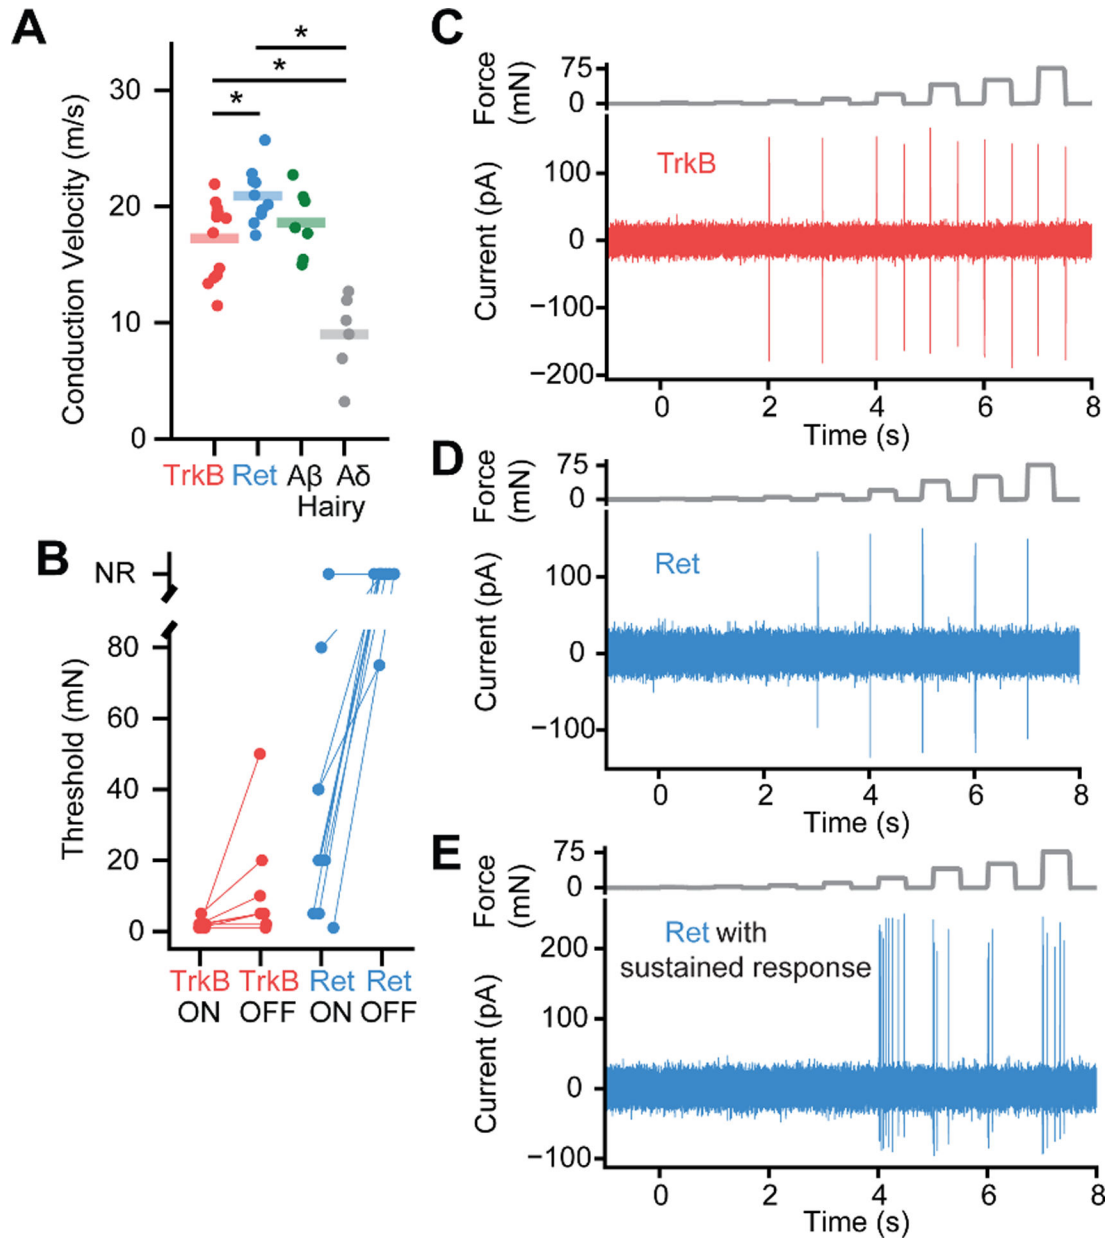 A
Conduction Velocity (m/s)
30
20
10
0
*
*
*
TrkB Ret Aβ Aδ
Hairy
B
Threshold (mN)
NR
80
60
40
20
0
TrkB TrkB Ret Ret
ON OFF ON OFF
C
Force
(mN)
75
0
Current (pA)
100
0
−100
−200
TrkB
0 2 4 6 8
Time (s)
D
Force
(mN)
75
0
Current (pA)
100
0
−100
Ret
0 2 4 6 8
Time (s)
E
Force
(mN)
75
0
Current (pA)
200
100
0
−100
Ret with
sustained response
0 2 4 6 8
Time (s)